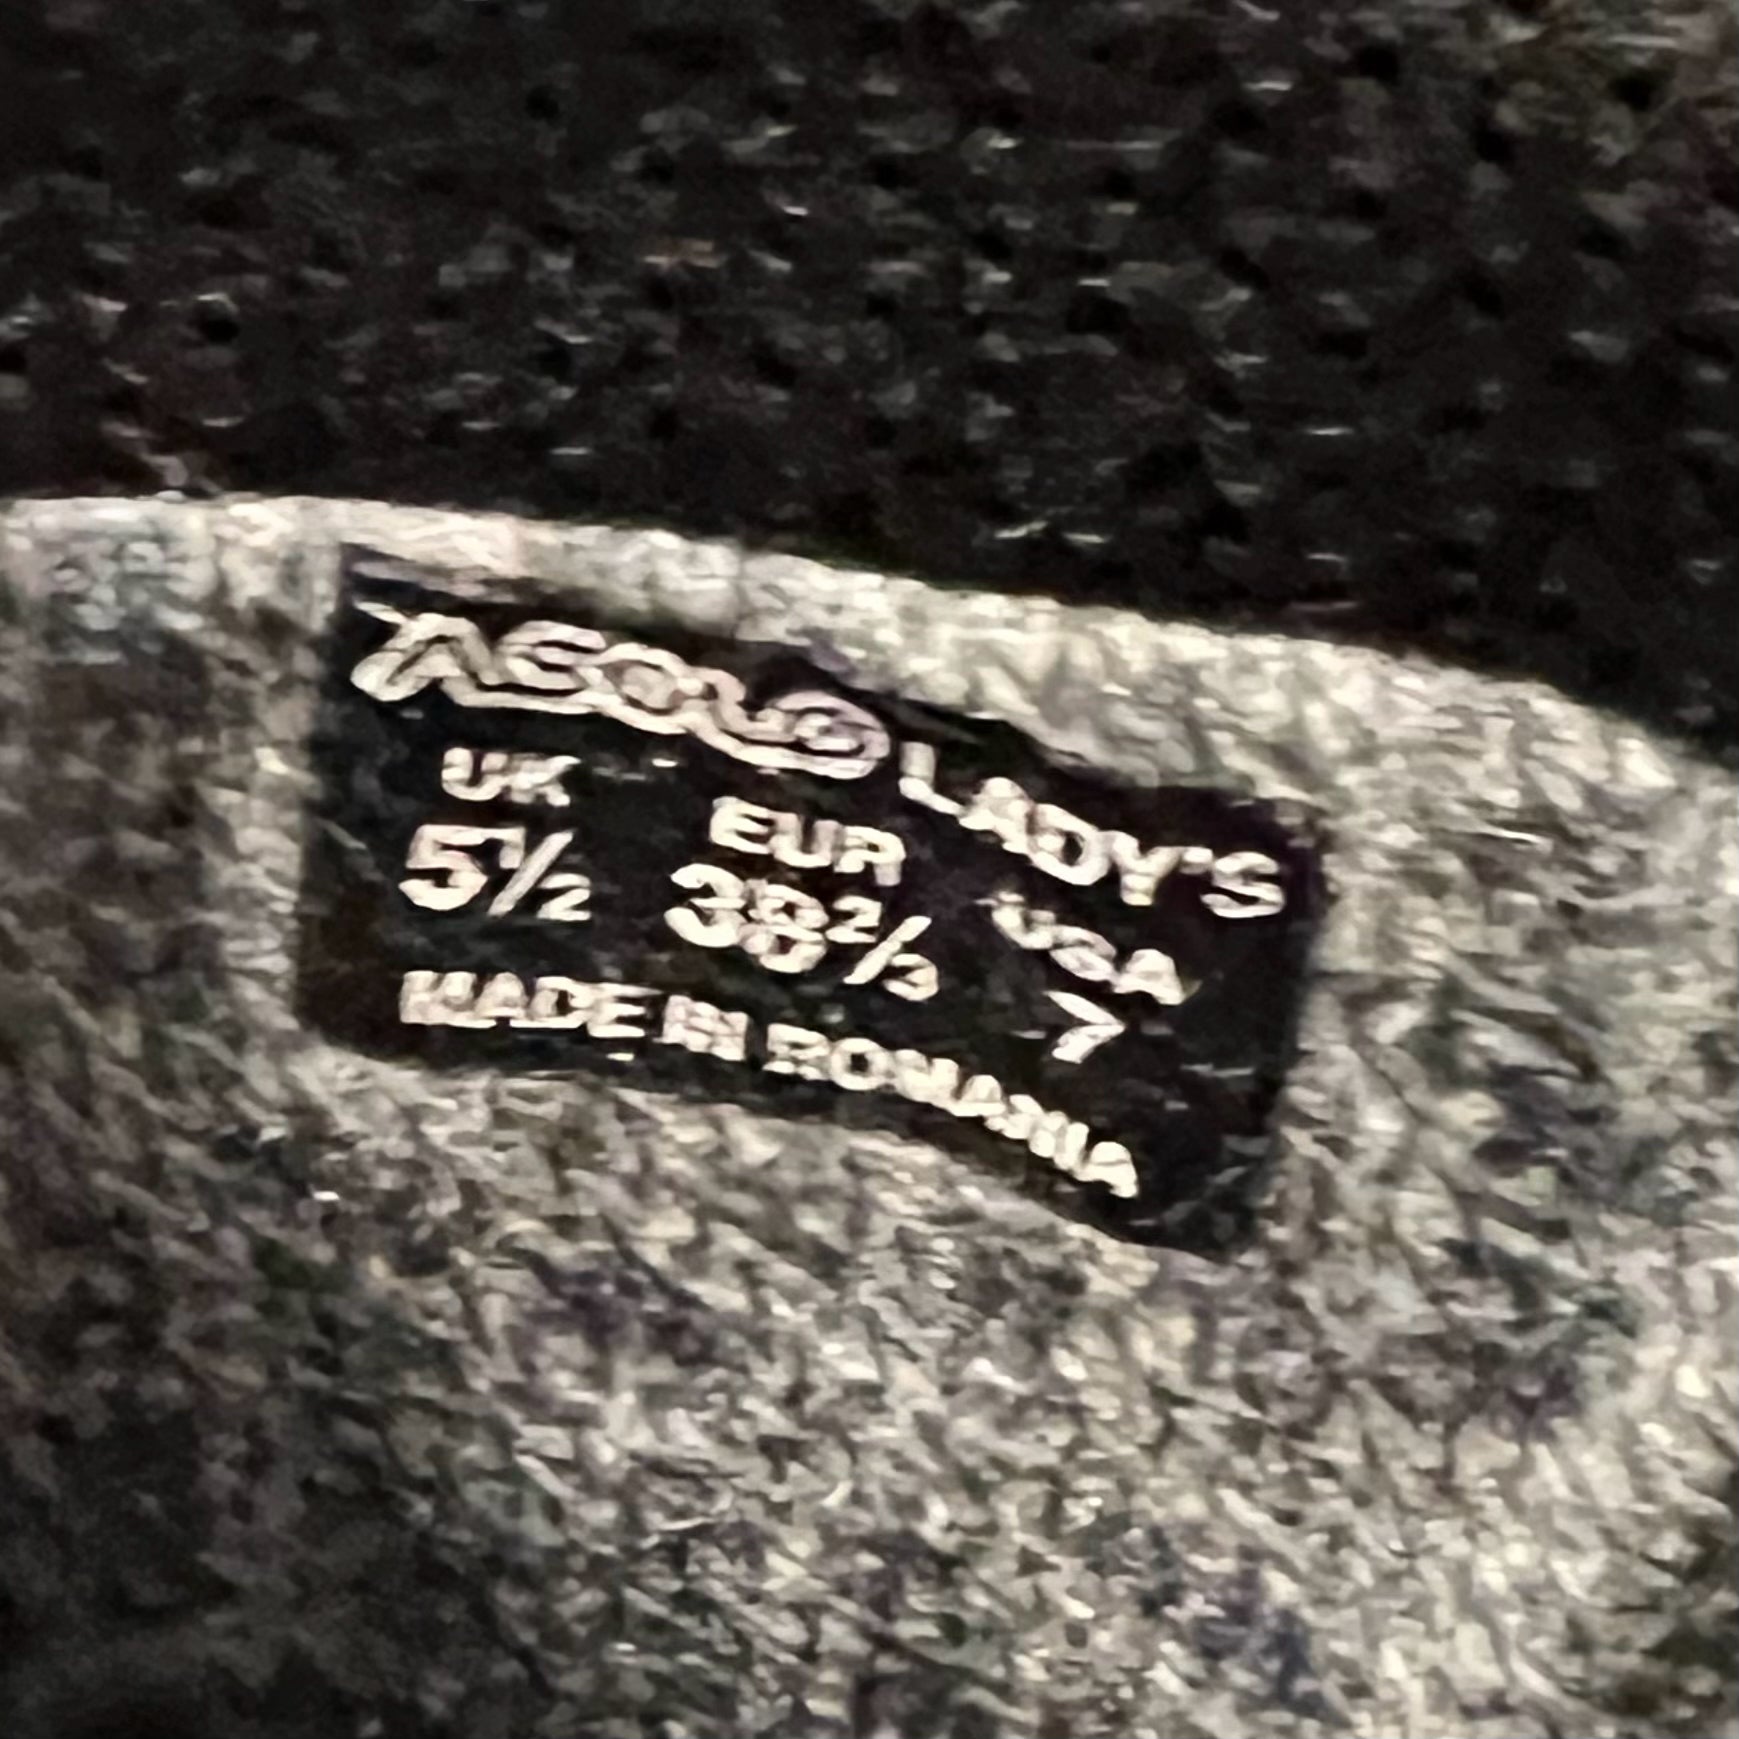 ASOLO LADY'S
UK EUR USA
5½ 38⅔ 7
MADE IN ROMANIA